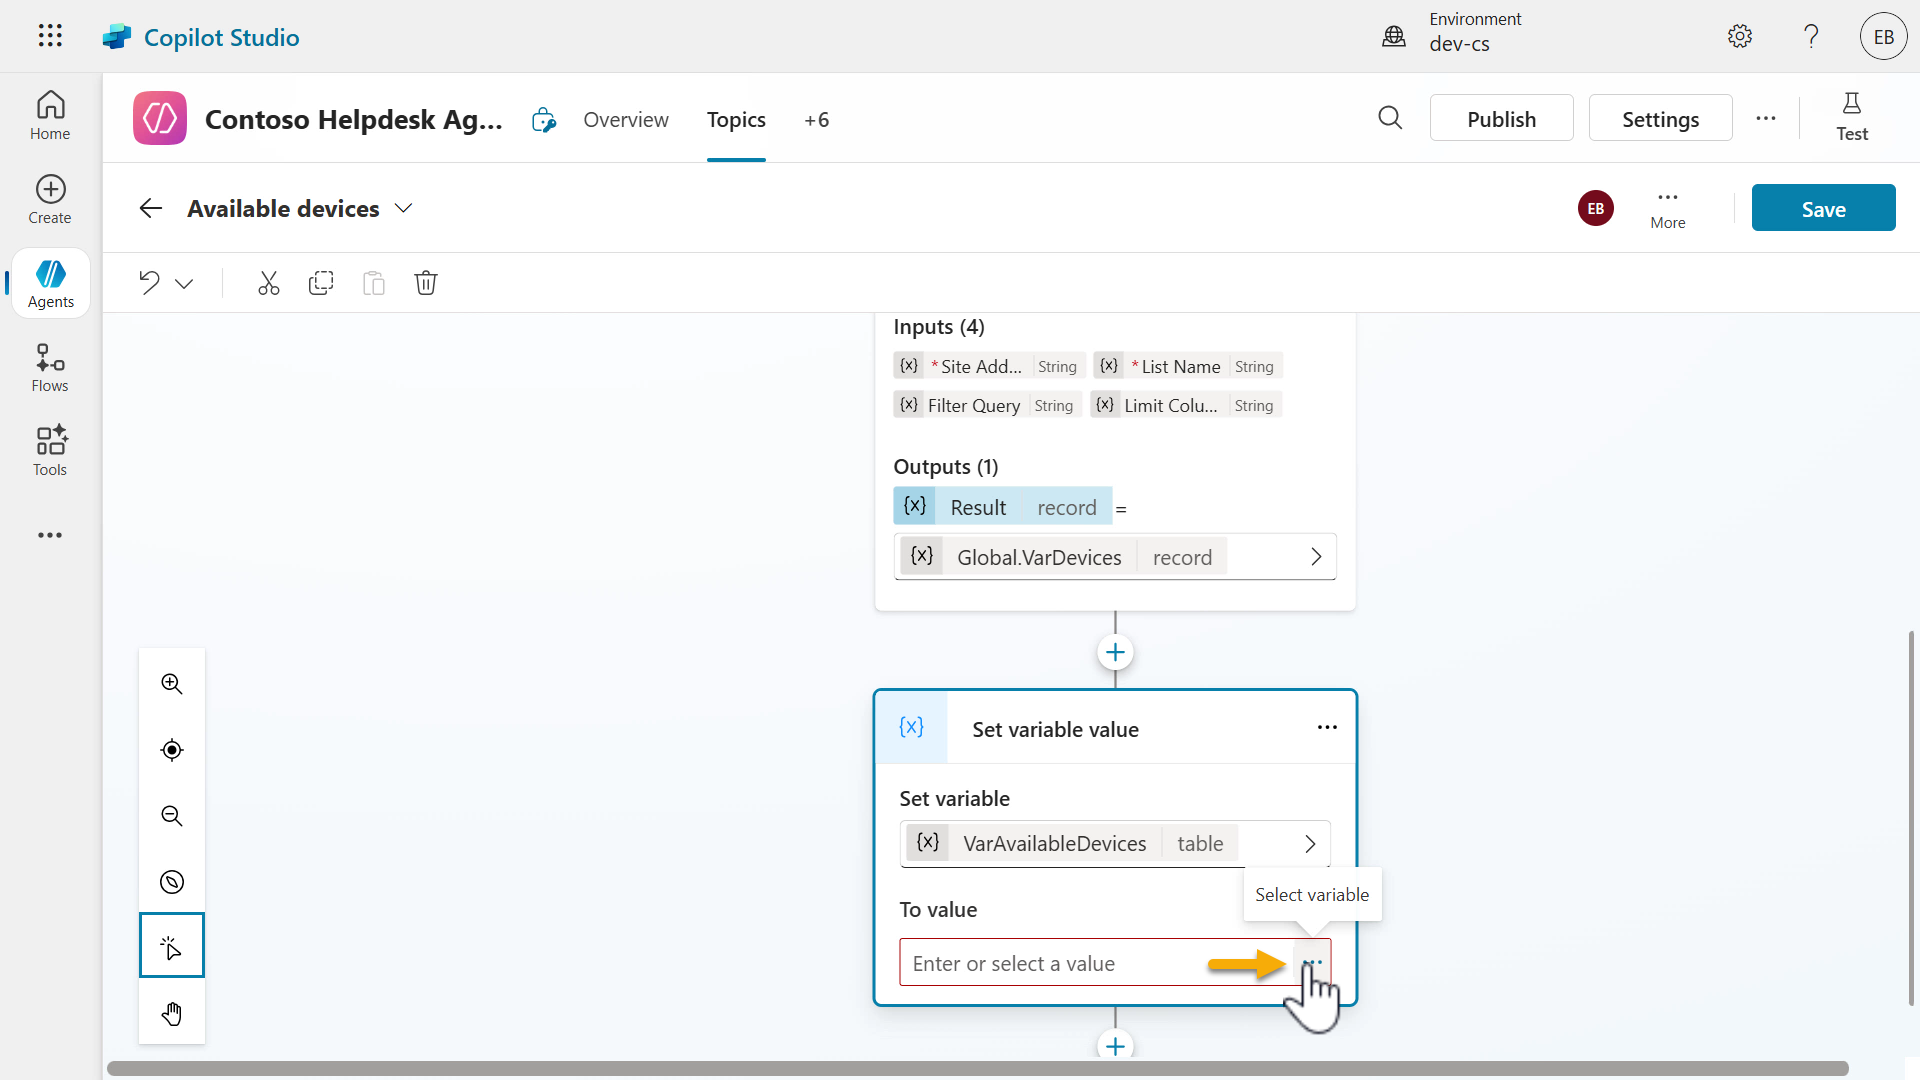 Copilot Studio
Environment
dev-cs
EB
Home
Create
Agents
Flows
Tools
Contoso Helpdesk Ag...
Overview
Topics
+6
Publish
Settings
Test
Available devices
EB
More
Save
Inputs (4)
{x} *Site Add... String {x} *List Name String
{x} Filter Query String {x} Limit Colu... String
Outputs (1)
{x} Result record =
{x} Global.VarDevices record
{x} Set variable value
Set variable
{x} VarAvailableDevices table
Select variable
To value
Enter or select a value